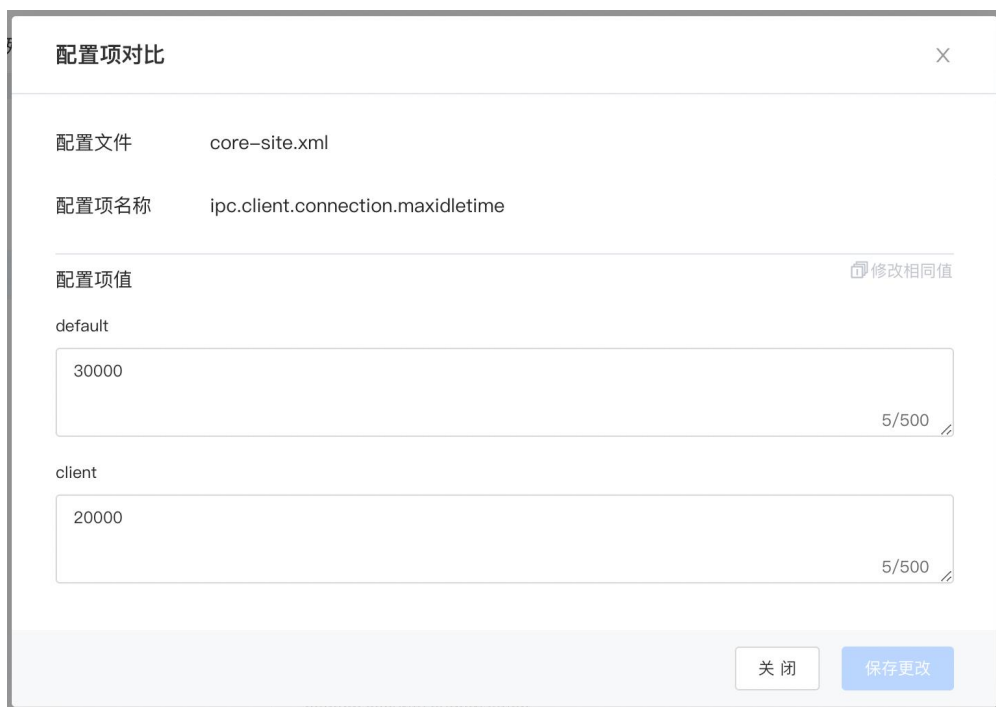 配置项对比
配置文件 core-site.xml
配置项名称 ipc.client.connection.maxidletime
修改相同值
配置项值
default
30000
5/500
client
20000
5/500
关闭 保存更改